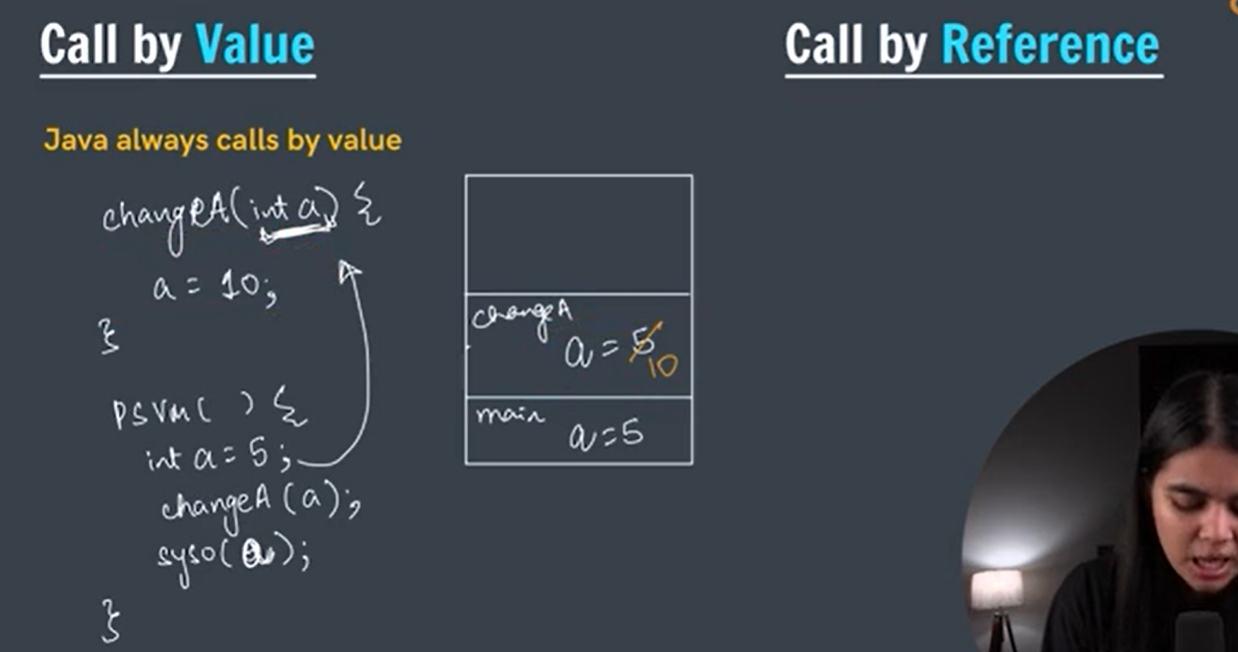 Call by Value
Call by Reference
Java always calls by value
changeA(int a) {
a = 10;
}
PSVM( ) {
int a = 5;
changeA(a);
syso(a);
}
changeA
a = 5
10
main
a = 5